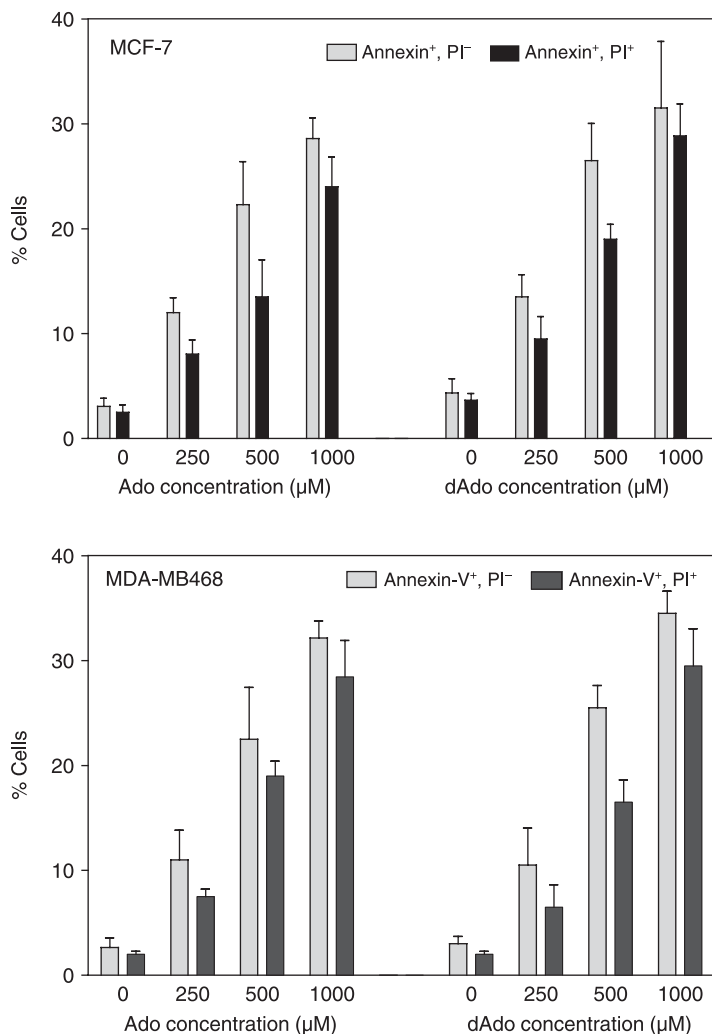 40
MCF-7
Annexin⁺, PI⁻
Annexin⁺, PI⁺
30
% Cells
20
10
0
0 250 500 1000 0 250 500 1000
Ado concentration (µM) dAdo concentration (µM)
40
MDA-MB468
Annexin-V⁺, PI⁻
Annexin-V⁺, PI⁺
30
% Cells
20
10
0
0 250 500 1000 0 250 500 1000
Ado concentration (µM) dAdo concentration (µM)